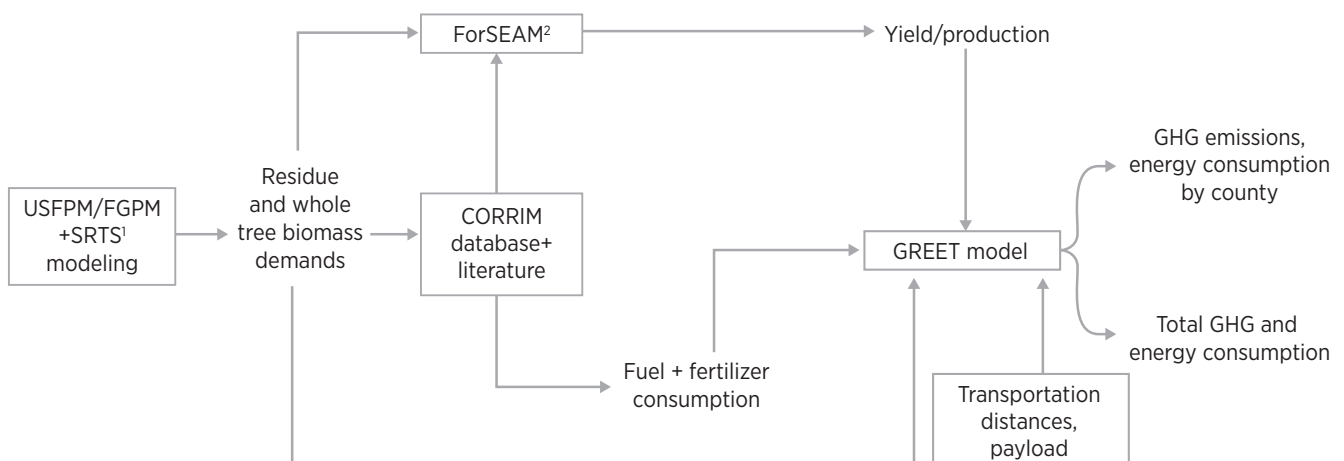 ForSEAM²
Yield/production
GHG emissions,
energy consumption
by county
Residue
and whole
tree biomass
demands
USFPM/FGPM
+SRTS¹
modeling
CORRIM
database+
literature
GREET model
Total GHG and
energy consumption
Fuel + fertilizer
consumption
Transportation
distances,
payload